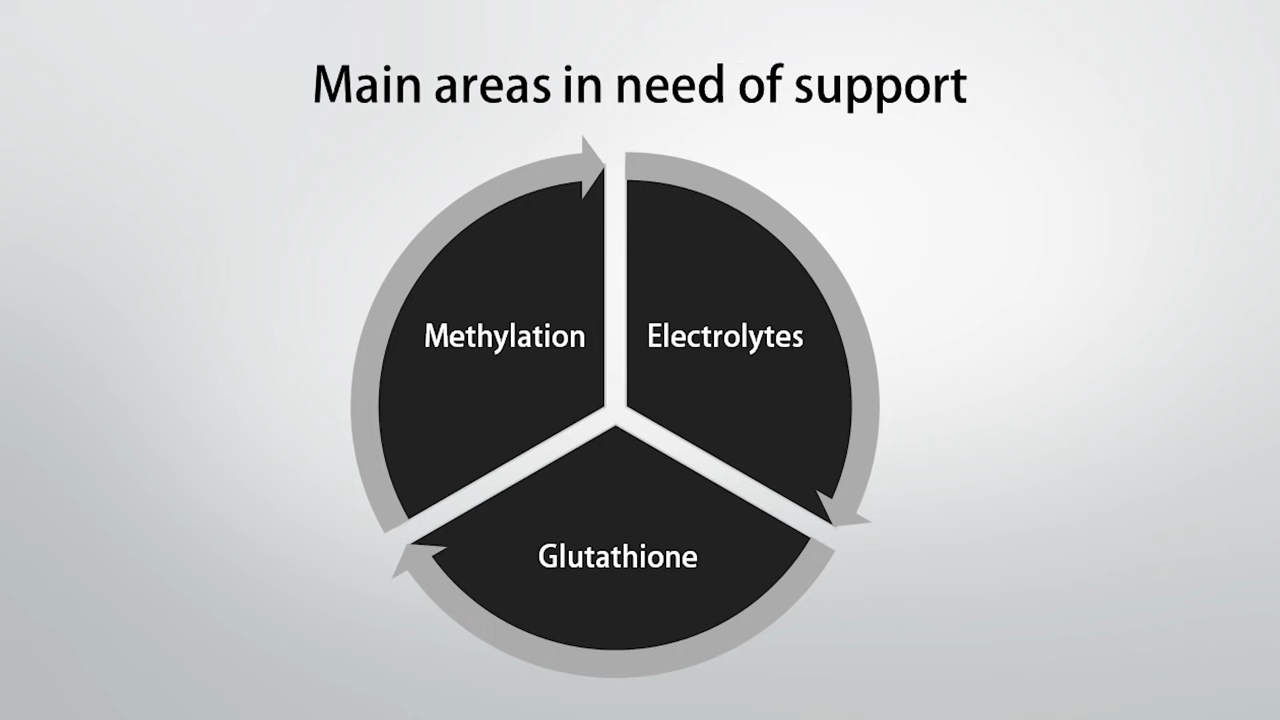 Main areas in need of support
Methylation
Electrolytes
Glutathione